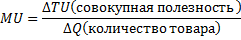 MU = ΔTU(совокупная полезность) / ΔQ(количество товара)